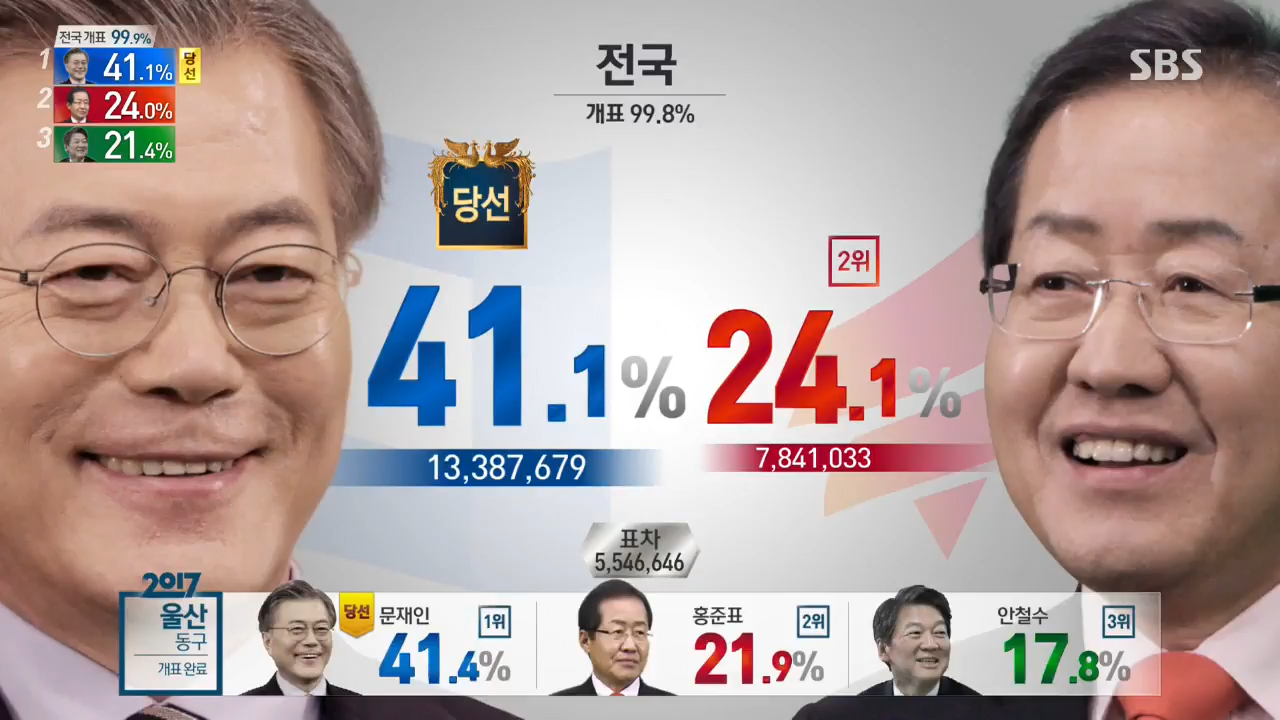 전국 개표 99.9%
1 41.1% 당선
2 24.0%
3 21.4%
전국
개표 99.8%
SBS
당선
2위
41.1%
24.1%
13,387,679
7,841,033
표차
5,546,646
2017
울산
동구
개표 완료
당선 문재인 1위
41.4%
홍준표 2위
21.9%
안철수 3위
17.8%